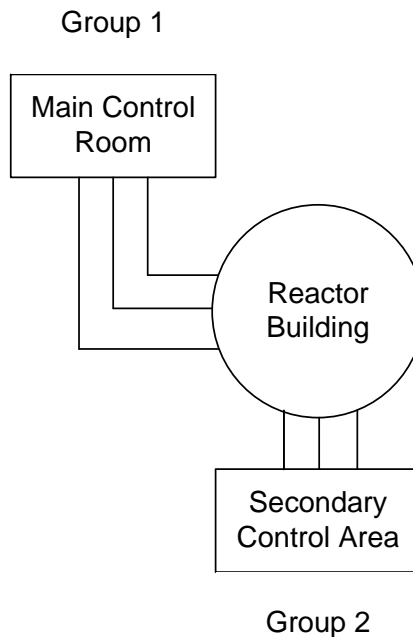 Group 1
Main Control
Room
Reactor
Building
Secondary
Control Area
Group 2